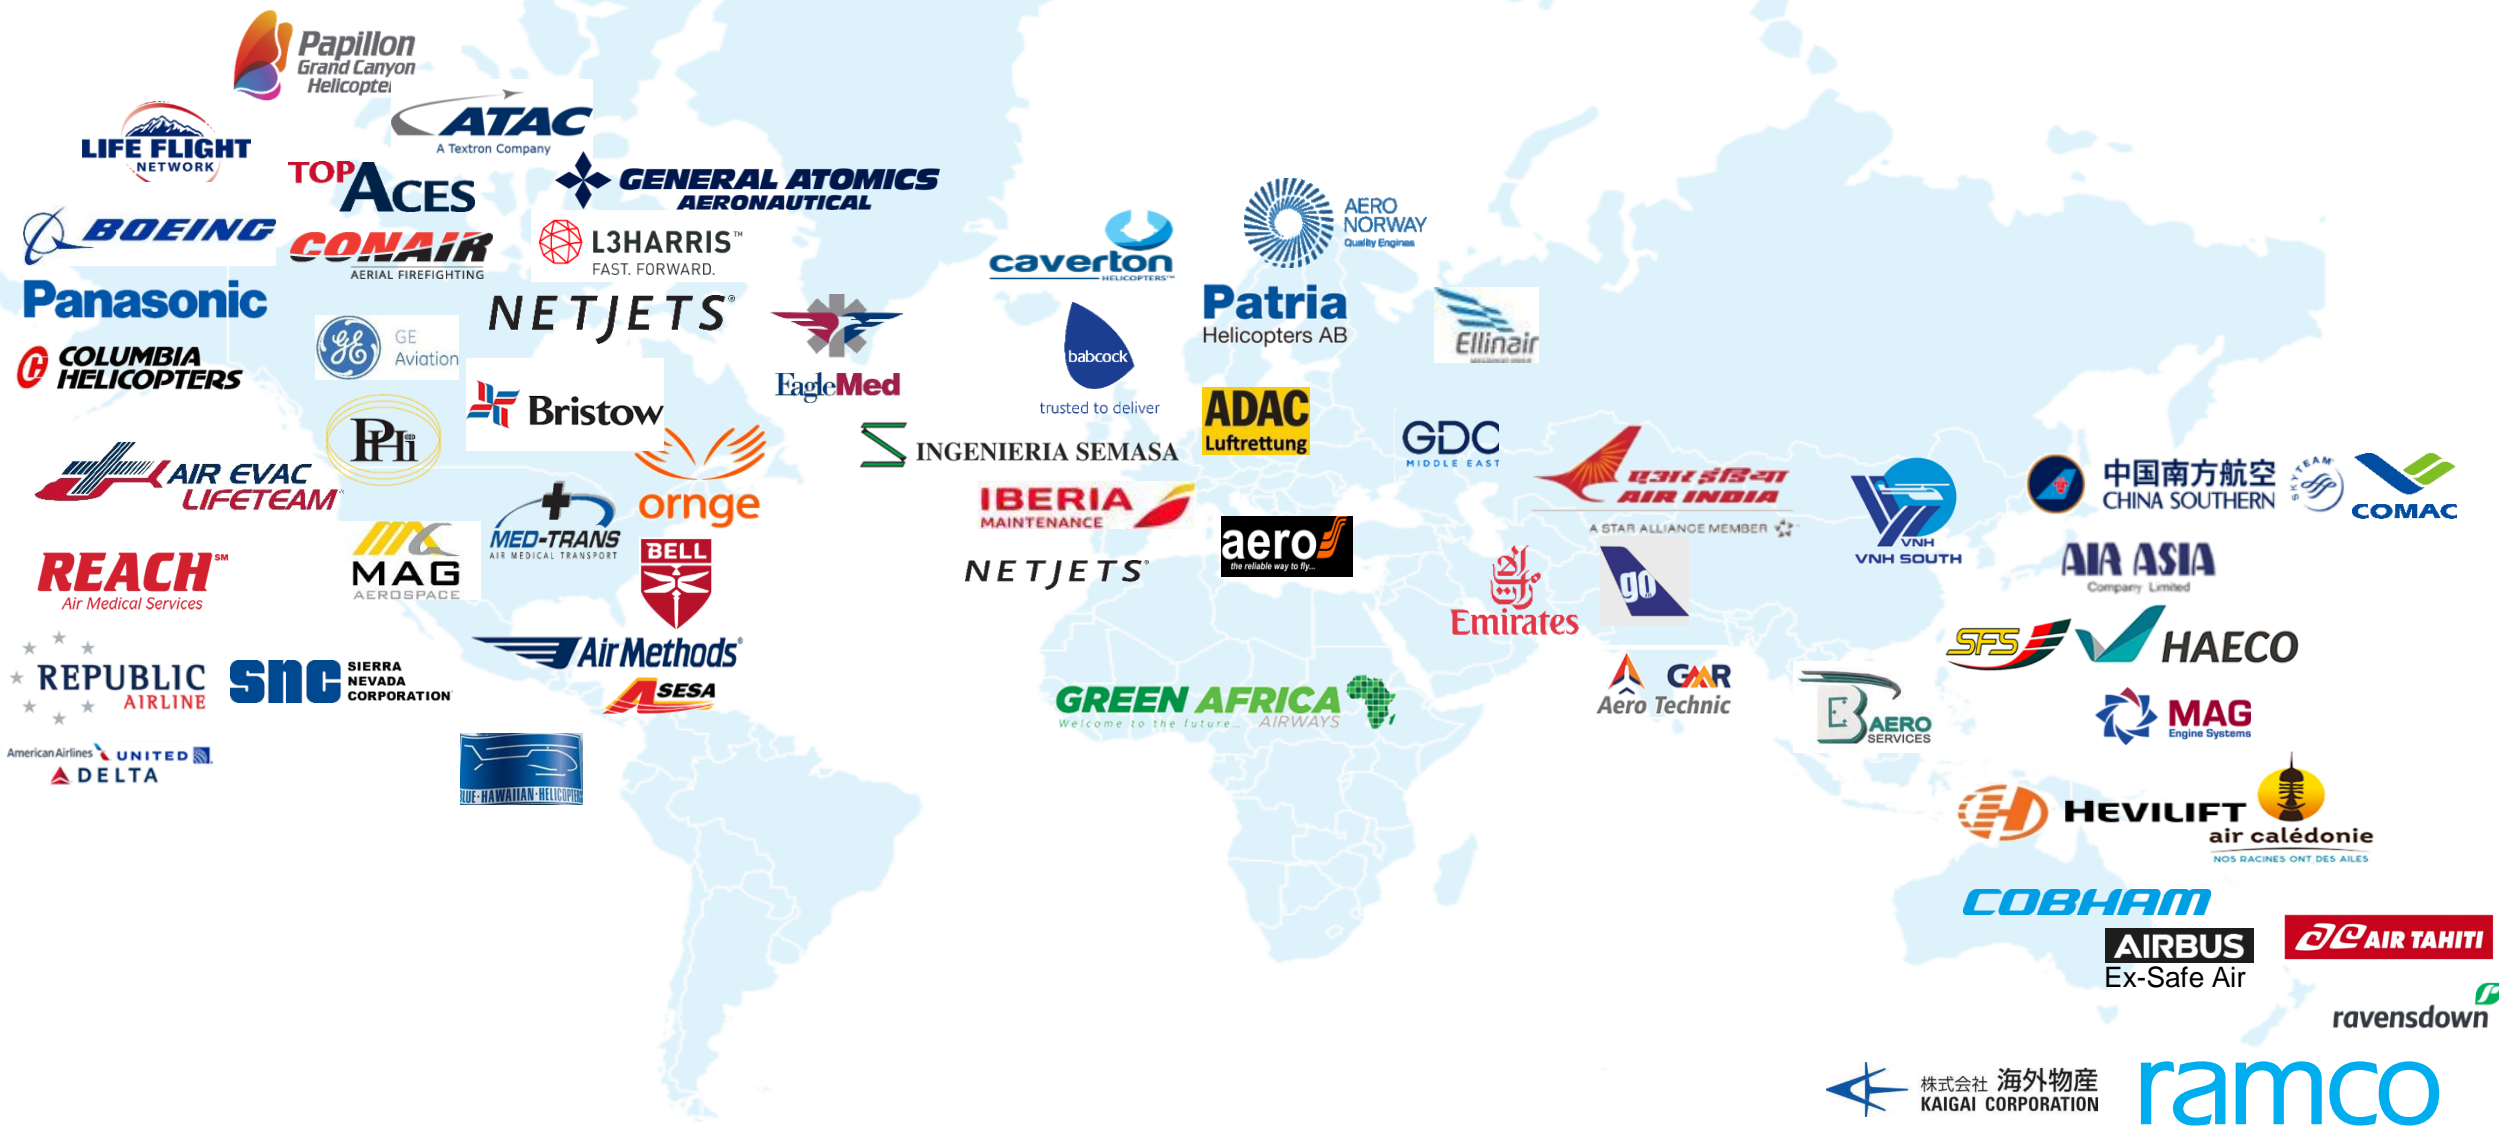 Papillon
Grand Canyon
Helicopte
ATAC
A Textron Company
LIFE FLIGHT
NETWORK
TOP ACES
GENERAL ATOMICS
AERONAUTICAL
BOEING
CONAIR
AERIAL FIREFIGHTING
L3HARRIS™
FAST. FORWARD.
Panasonic
NETJETS®
GE
Aviation
COLUMBIA
HELICOPTERS
EagleMed
Bristow
PHi
AIR EVAC
LIFETEAM
ornge
MED-TRANS
AIR MEDICAL TRANSPORT
MAG
AEROSPACE
BELL
REACH℠
Air Medical Services
AirMethods®
REPUBLIC
AIRLINE
snc SIERRA
NEVADA
CORPORATION
ASESA
American Airlines UNITED
DELTA
BLUE·HAWAIIAN·HELICOPTERS
caverton
HELICOPTERS™
AERO
NORWAY
Quality Engines
Patria
Helicopters AB
Ellinair
babcock
trusted to deliver
ADAC
Luftrettung
INGENIERIA SEMASA
GDC
MIDDLE EAST
IBERIA
MAINTENANCE
aero
the reliable way to fly...
NETJETS®
GREEN AFRICA
Welcome to the future... AIRWAYS
एअर इंडिया
AIR INDIA
A STAR ALLIANCE MEMBER
Emirates
go
GMR
Aero Technic
VNH
VNH SOUTH
中国南方航空
CHINA SOUTHERN
SKYTEAM
COMAC
AIR ASIA
Company Limited
SFS
HAECO
B AERO
SERVICES
MAG
Engine Systems
HEVILIFT
air calédonie
NOS RACINES ONT DES AILES
COBHAM
AIRBUS
Ex-Safe Air
AIR TAHITI
ravensdown
株式会社 海外物産
KAIGAI CORPORATION
ramco